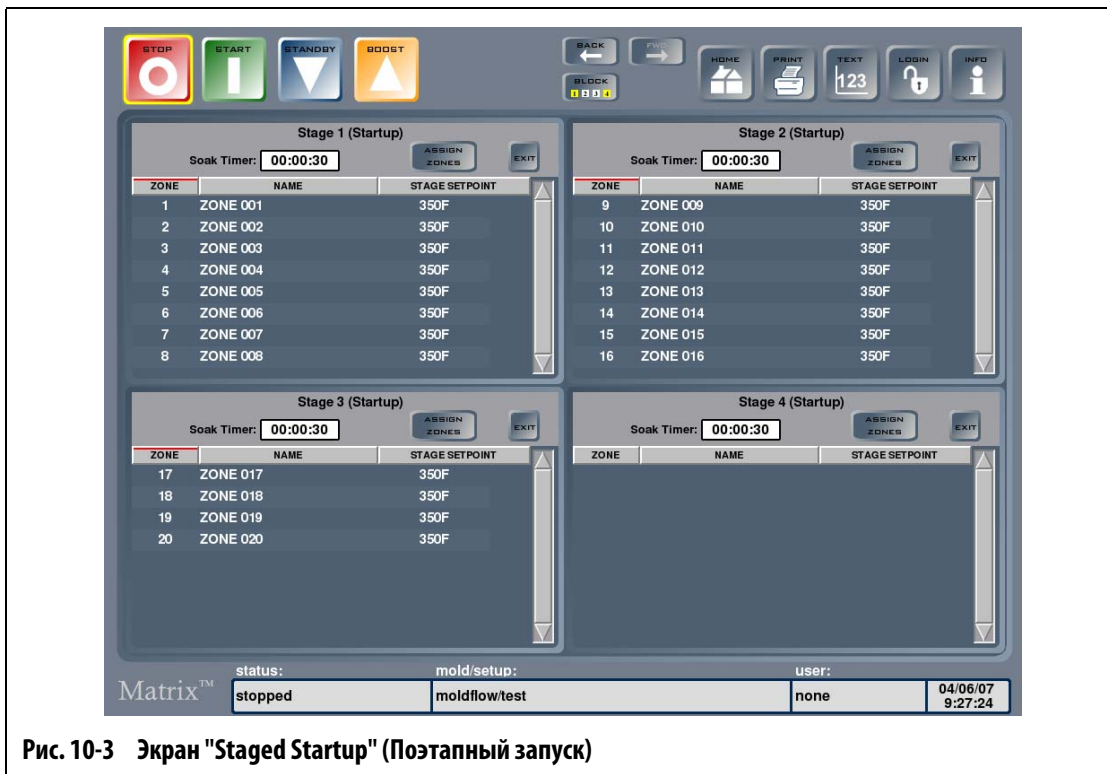 STOP START STANDBY BOOST BACK FWD HOME PRINT TEXT LOGIN INFO
BLOCK 123
1 2 3 4
Stage 1 (Startup)
Soak Timer: 00:00:30 ASSIGN ZONES EXIT
ZONE NAME STAGE SETPOINT
1 ZONE 001 350F
2 ZONE 002 350F
3 ZONE 003 350F
4 ZONE 004 350F
5 ZONE 005 350F
6 ZONE 006 350F
7 ZONE 007 350F
8 ZONE 008 350F
Stage 2 (Startup)
Soak Timer: 00:00:30 ASSIGN ZONES EXIT
ZONE NAME STAGE SETPOINT
9 ZONE 009 350F
10 ZONE 010 350F
11 ZONE 011 350F
12 ZONE 012 350F
13 ZONE 013 350F
14 ZONE 014 350F
15 ZONE 015 350F
16 ZONE 016 350F
Stage 3 (Startup)
Soak Timer: 00:00:30 ASSIGN ZONES EXIT
ZONE NAME STAGE SETPOINT
17 ZONE 017 350F
18 ZONE 018 350F
19 ZONE 019 350F
20 ZONE 020 350F
Stage 4 (Startup)
Soak Timer: 00:00:30 ASSIGN ZONES EXIT
ZONE NAME STAGE SETPOINT
status: mold/setup: user:
Matrix™ stopped moldflow/test none 04/06/07
9:27:24
Рис. 10-3 Экран "Staged Startup" (Поэтапный запуск)